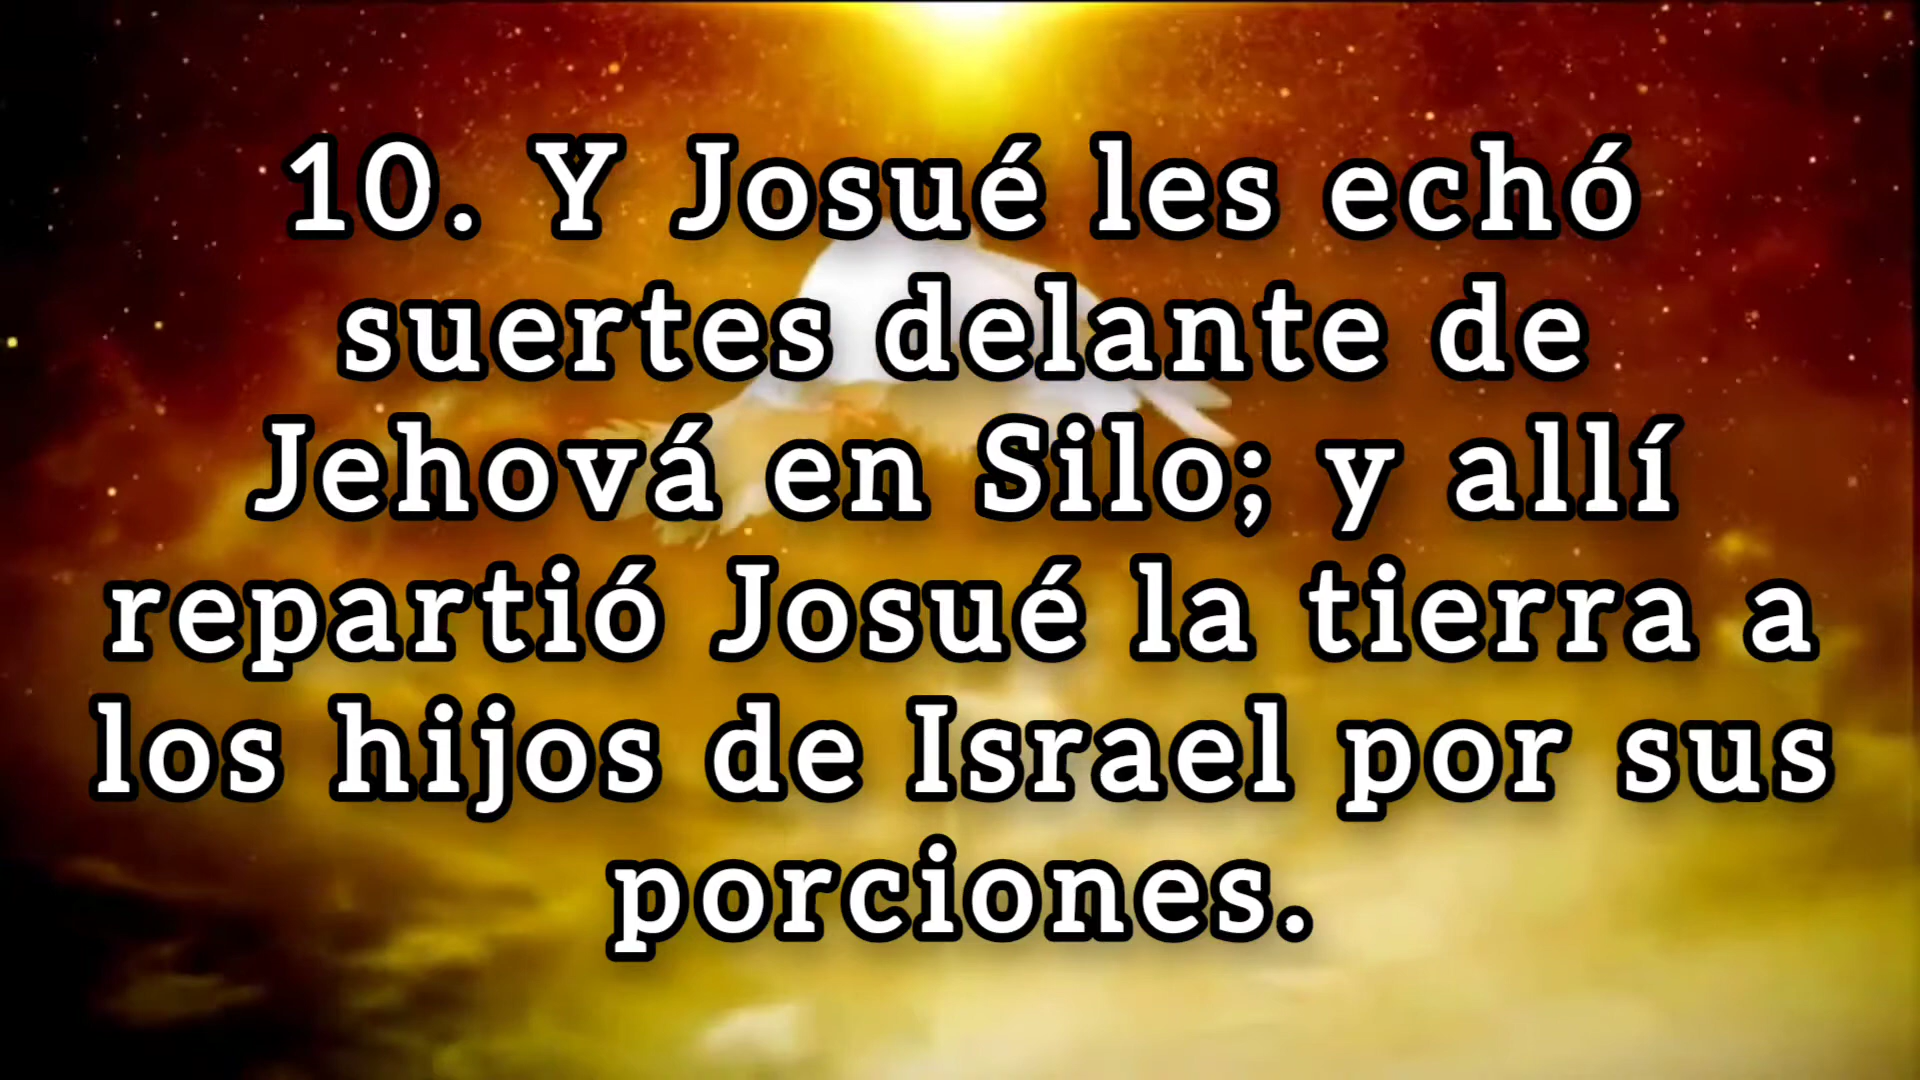 10. Y Josué les echó
suertes delante de
Jehová en Silo; y allí
repartió Josué la tierra a
los hijos de Israel por sus
porciones.